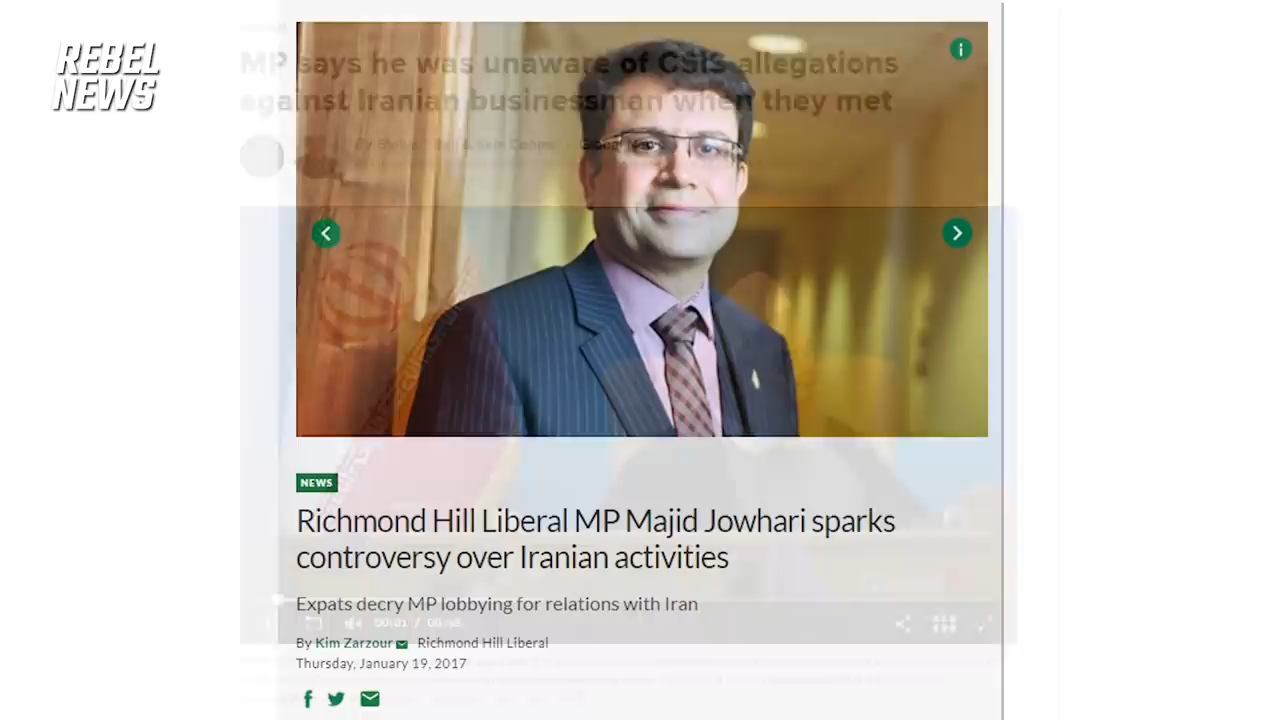 REBEL
NEWS
MP says he was unaware of CSIS allegations
against Iranian businessman when they met
NEWS
Richmond Hill Liberal MP Majid Jowhari sparks
controversy over Iranian activities
Expats decry MP lobbying for relations with Iran
By Kim Zarzour Richmond Hill Liberal
Thursday, January 19, 2017